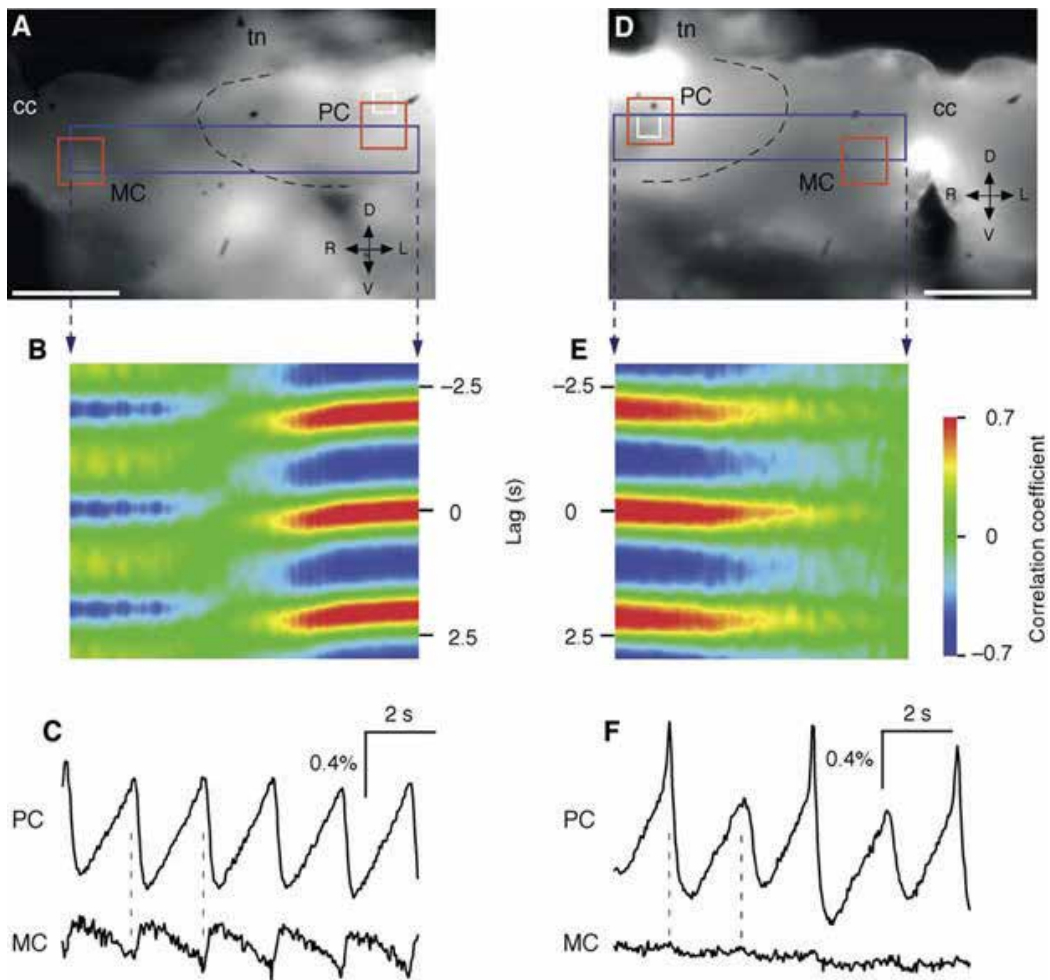 A
tn
PC
cc
MC
D
R L
V
D
tn
PC
cc
MC
D
R L
V
B
−2.5
0
2.5
Lag (s)
E
−2.5
0
2.5
0.7
0
−0.7
Correlation coefficient
C
2 s
0.4%
PC
MC
F
2 s
0.4%
PC
MC